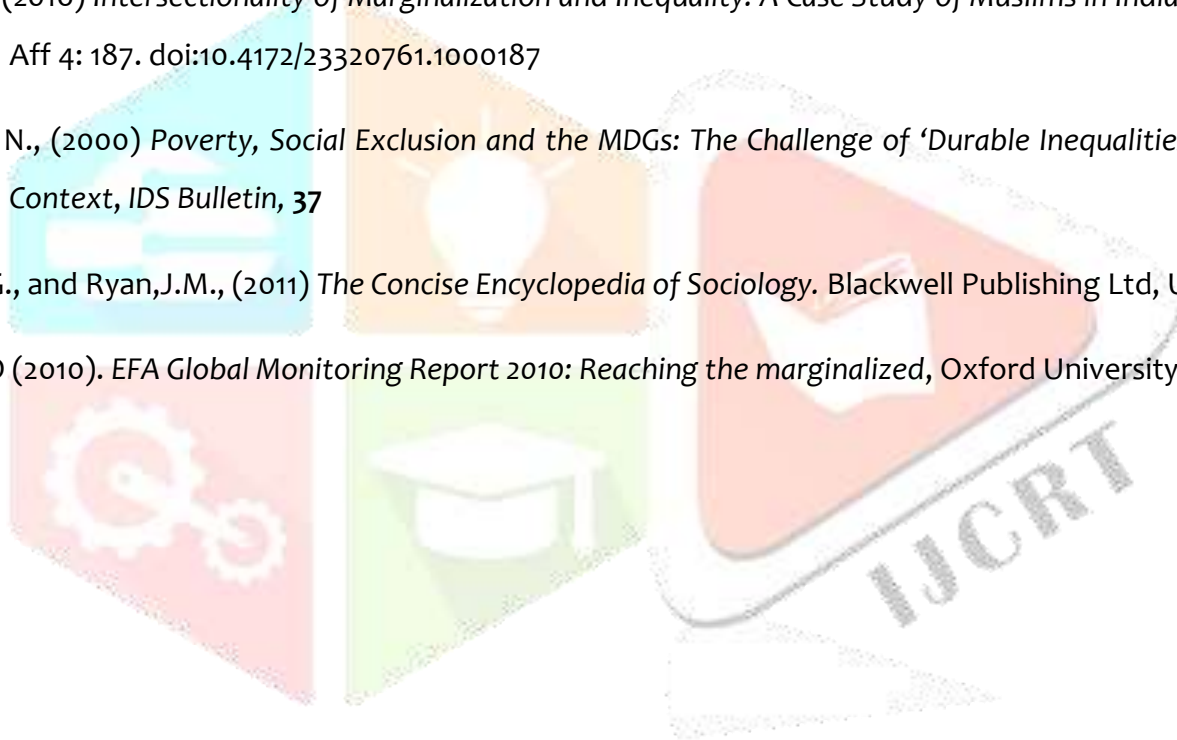 (2016) Intersectionality of Marginalization and Inequality: A Case Study of Muslims in India
Aff 4: 187. doi:10.4172/23320761.1000187
N., (2000) Poverty, Social Exclusion and the MDGs: The Challenge of ‘Durable Inequalitie
Context, IDS Bulletin, 37
., and Ryan,J.M., (2011) The Concise Encyclopedia of Sociology. Blackwell Publishing Ltd, U
(2010). EFA Global Monitoring Report 2010: Reaching the marginalized, Oxford University
IJCRT